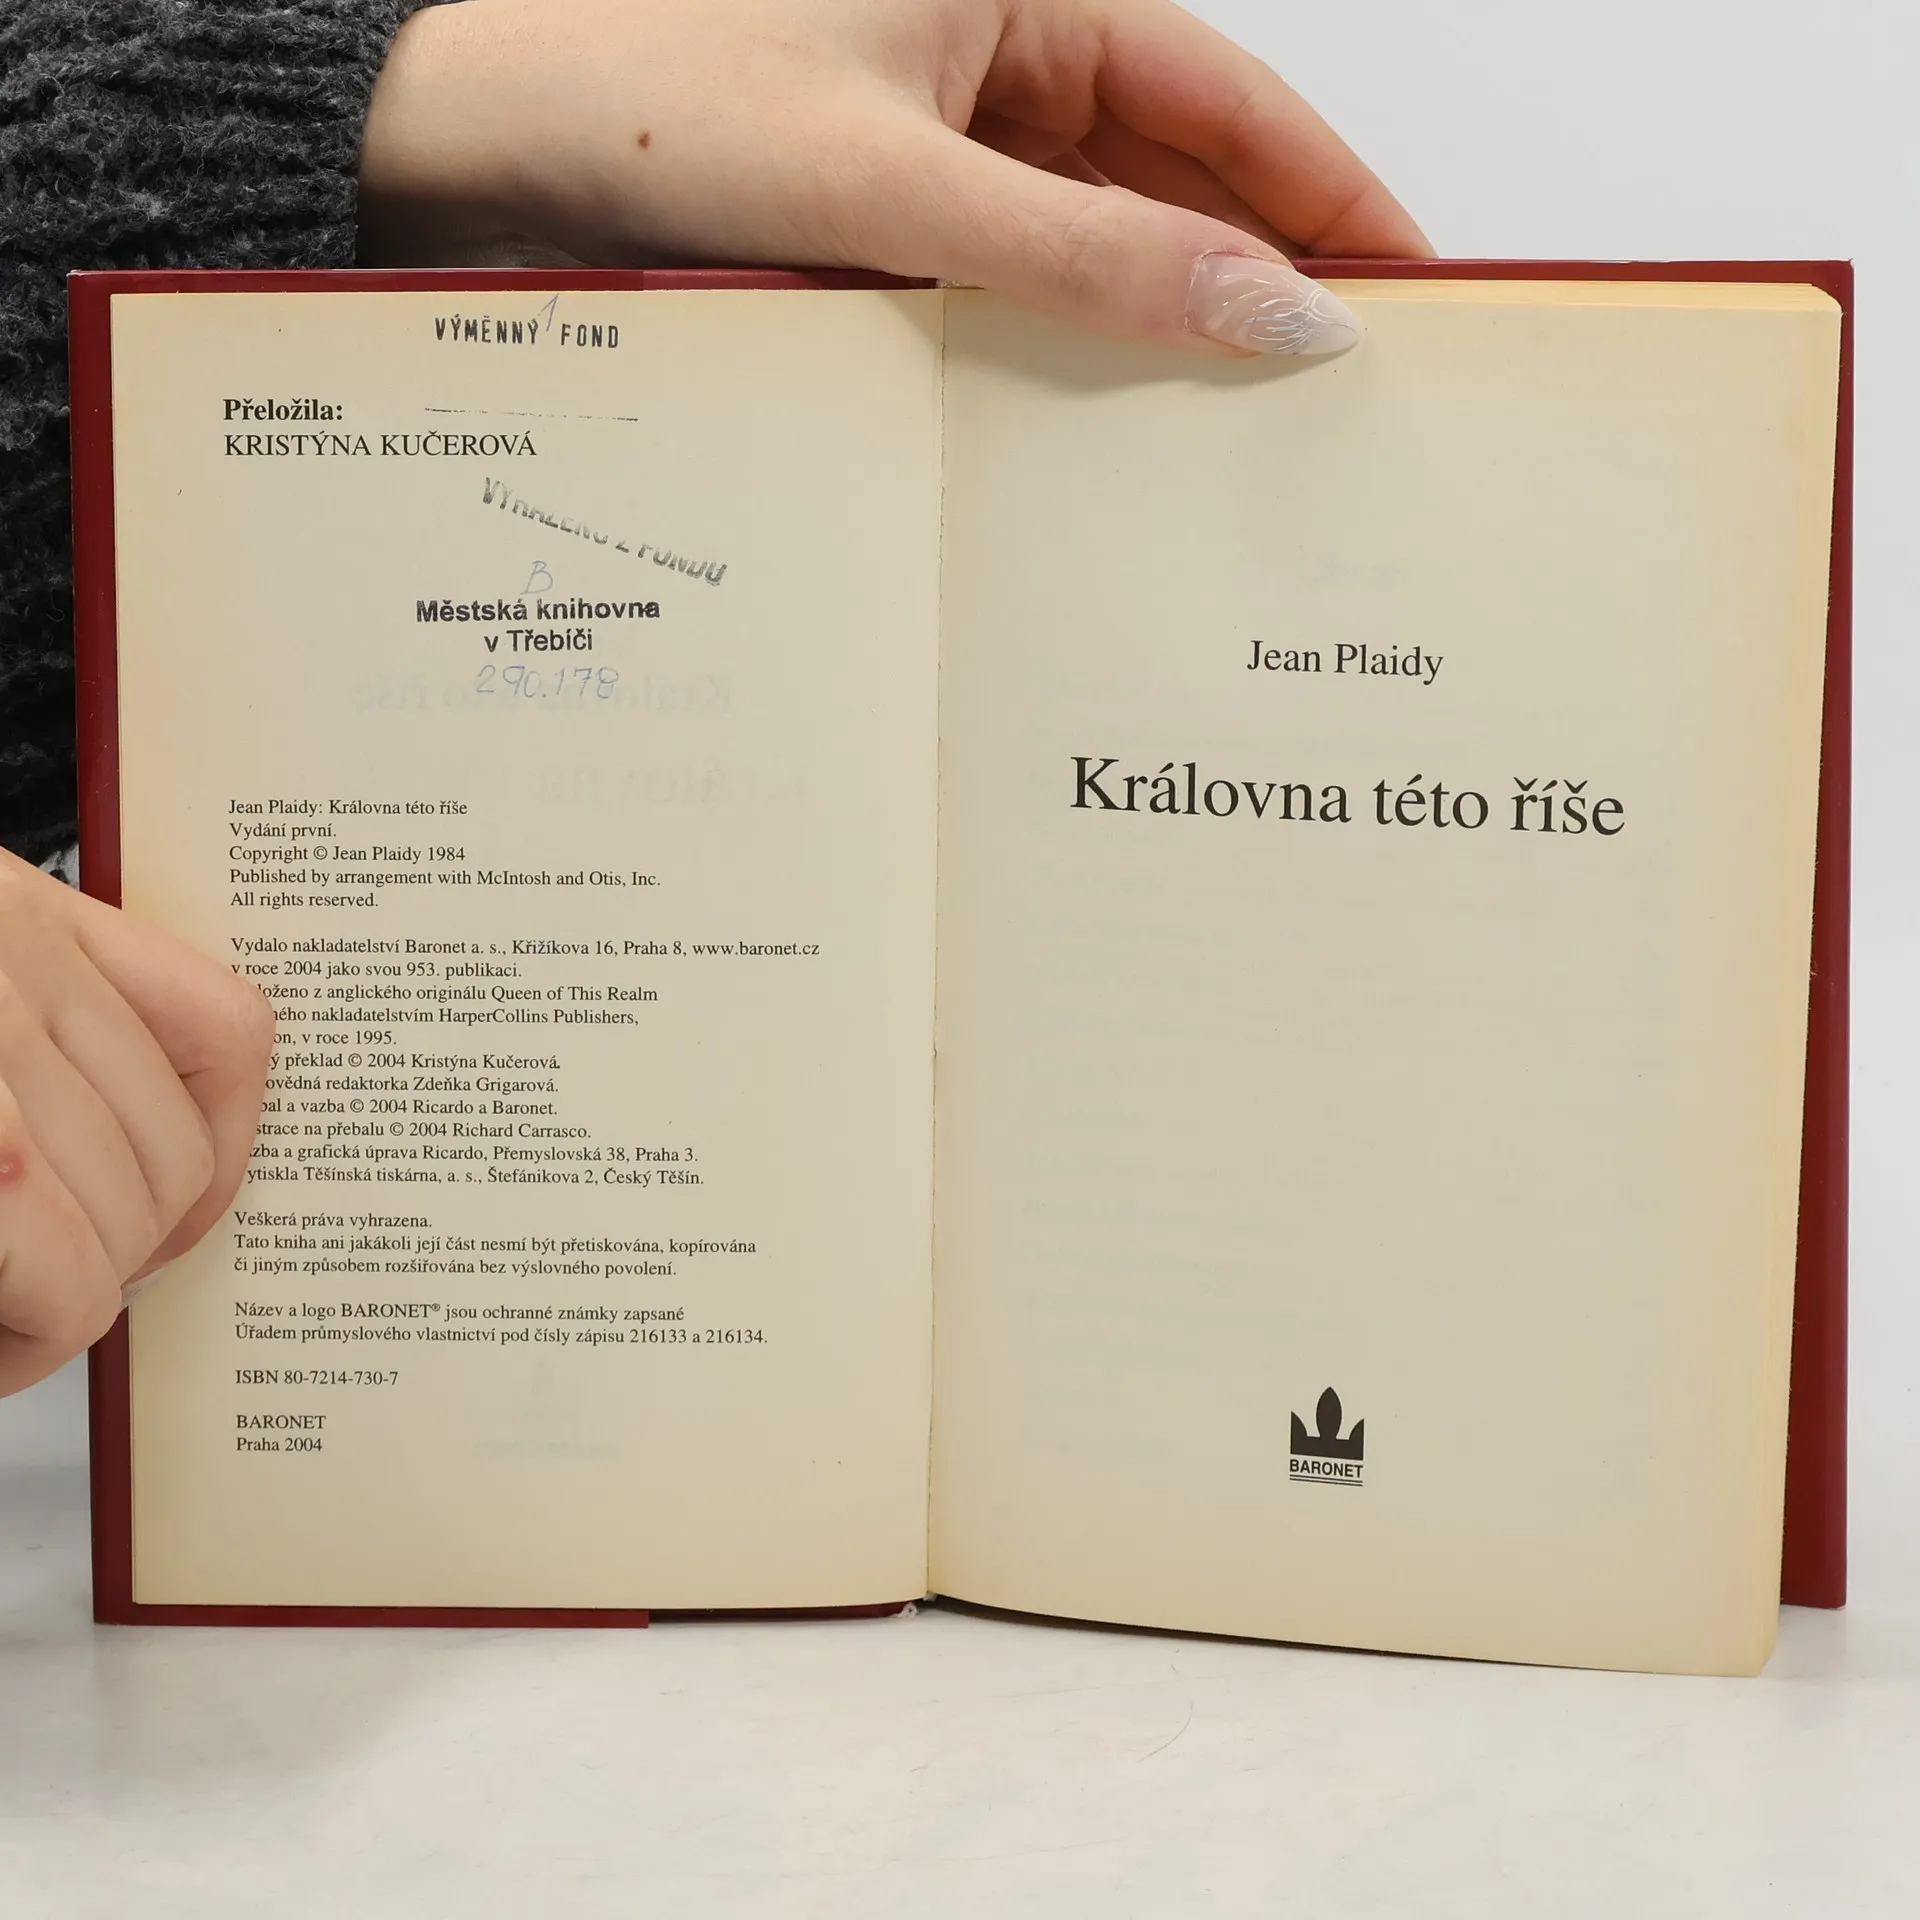 VÝMĚNNÝ FOND
1
Přeložila:
KRISTÝNA KUČEROVÁ
VYŘAZENO Z FONDU
B
Městská knihovna
v Třebíči
290.178
Jean Plaidy: Královna této říše
Vydání první.
Copyright © Jean Plaidy 1984
Published by arrangement with McIntosh and Otis, Inc.
All rights reserved.
Vydalo nakladatelství Baronet a. s., Křižíkova 16, Praha 8, www.baronet.cz
v roce 2004 jako svou 953. publikaci.
loženo z anglického originálu Queen of This Realm
ného nakladatelstvím HarperCollins Publishers,
on, v roce 1995.
ý překlad © 2004 Kristýna Kučerová.
ovědná redaktorka Zdeňka Grigarová.
bal a vazba © 2004 Ricardo a Baronet.
strace na přebalu © 2004 Richard Carrasco.
zba a grafická úprava Ricardo, Přemyslovská 38, Praha 3.
ytiskla Těšínská tiskárna, a. s., Štefánikova 2, Český Těšín.
Veškerá práva vyhrazena.
Tato kniha ani jakákoli její část nesmí být přetiskována, kopírována
či jiným způsobem rozšiřována bez výslovného povolení.
Název a logo BARONET® jsou ochranné známky zapsané
Úřadem průmyslového vlastnictví pod čísly zápisu 216133 a 216134.
ISBN 80-7214-730-7
BARONET
Praha 2004
Jean Plaidy
Královna této říše
BARONET